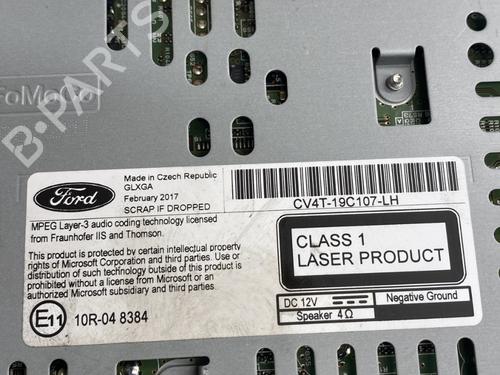 FoMoCo
B-PARTS
Ford
Made in Czech Republic
GLXGA
February 2017
SCRAP IF DROPPED
CV4T-19C107-LH
MPEG Layer-3 audio coding technology licensed
from Fraunhofer IIS and Thomson.
This product is protected by certain intellectual property
rights of Microsoft Corporation and third parties. Use or
distribution of such technology outside of this product is
prohibited without a license from Microsoft or an
authorized Microsoft subsidiary and third parties.
CLASS 1
LASER PRODUCT
DC 12V
Negative Ground
Speaker 4Ω
E11
10R-04 8384